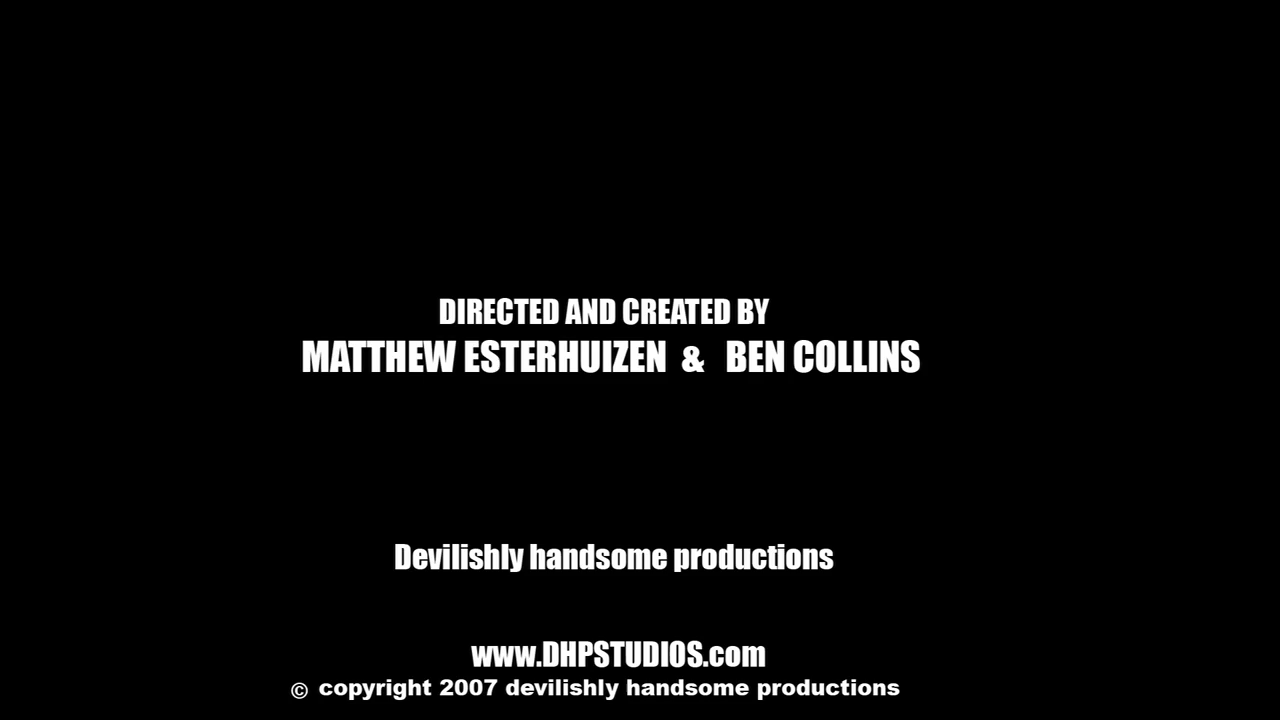 DIRECTED AND CREATED BY
MATTHEW ESTERHUIZEN & BEN COLLINS
Devilishly handsome productions
www.DHPSTUDIOS.com
© copyright 2007 devilishly handsome productions